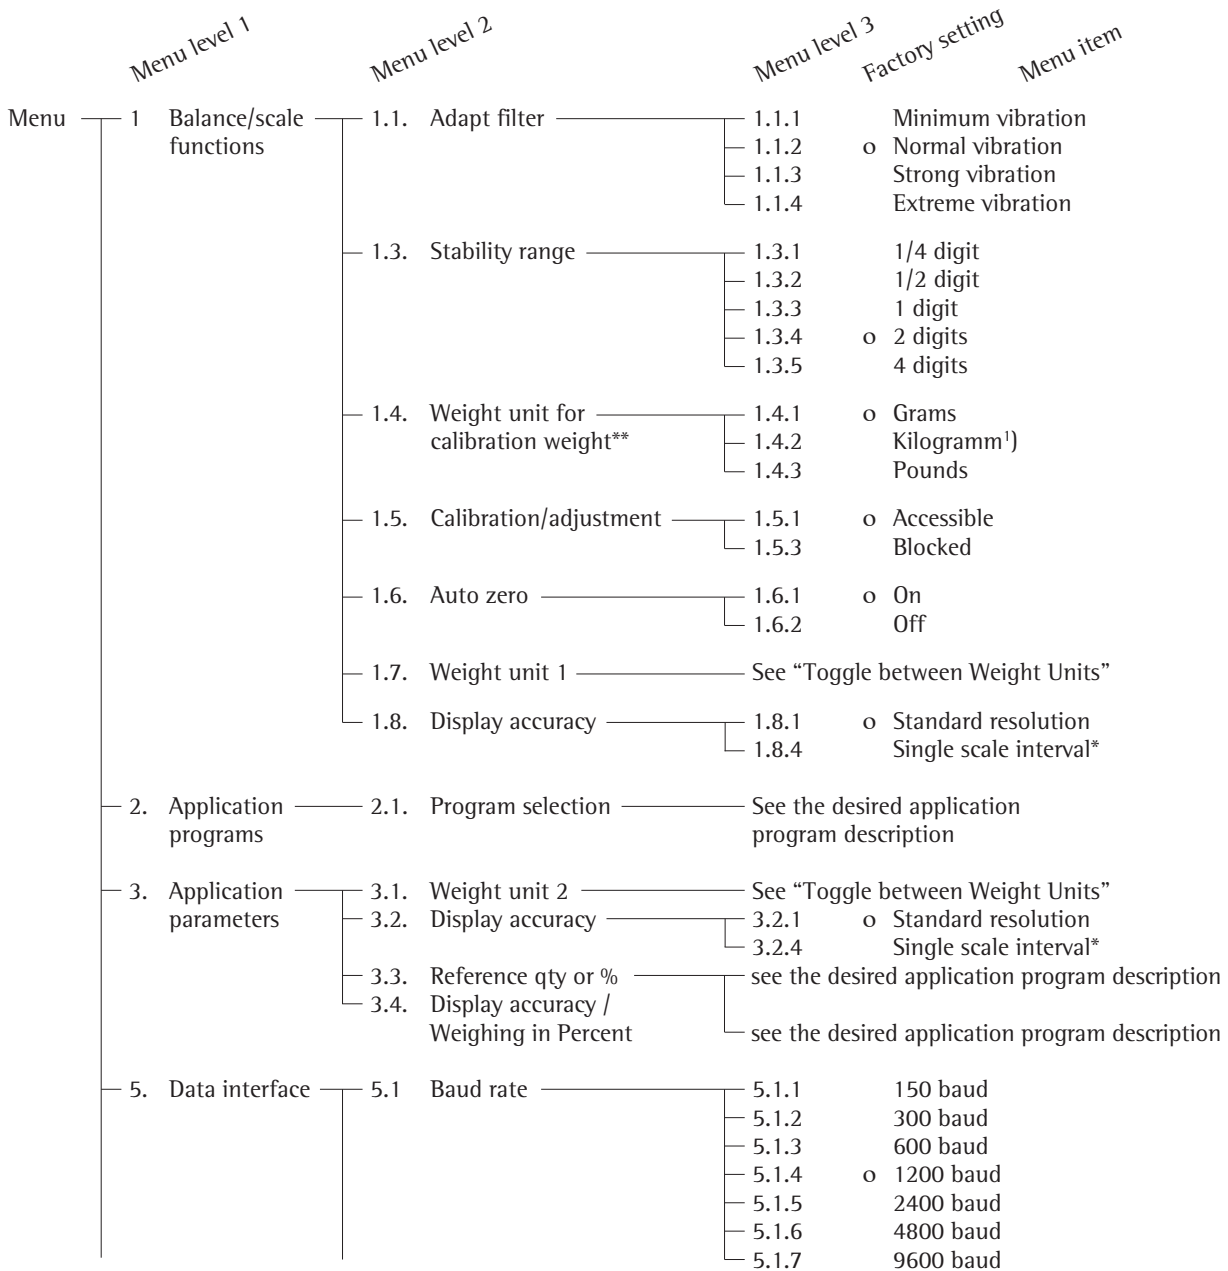 Menu level 1 Menu level 2 Menu level 3 Factory setting Menu item
Menu 1 Balance/scale 1.1. Adapt filter 1.1.1 Minimum vibration
functions 1.1.2 o Normal vibration
1.1.3 Strong vibration
1.1.4 Extreme vibration
1.3. Stability range 1.3.1 1/4 digit
1.3.2 1/2 digit
1.3.3 1 digit
1.3.4 o 2 digits
1.3.5 4 digits
1.4. Weight unit for 1.4.1 o Grams
calibration weight** 1.4.2 Kilogramm¹)
1.4.3 Pounds
1.5. Calibration/adjustment 1.5.1 o Accessible
1.5.3 Blocked
1.6. Auto zero 1.6.1 o On
1.6.2 Off
1.7. Weight unit 1 See “Toggle between Weight Units”
1.8. Display accuracy 1.8.1 o Standard resolution
1.8.4 Single scale interval*
2. Application 2.1. Program selection See the desired application
programs program description
3. Application 3.1. Weight unit 2 See “Toggle between Weight Units”
parameters 3.2. Display accuracy 3.2.1 o Standard resolution
3.2.4 Single scale interval*
3.3. Reference qty or % see the desired application program description
3.4. Display accuracy /
Weighing in Percent see the desired application program description
5. Data interface 5.1 Baud rate 5.1.1 150 baud
5.1.2 300 baud
5.1.3 600 baud
5.1.4 o 1200 baud
5.1.5 2400 baud
5.1.6 4800 baud
5.1.7 9600 baud